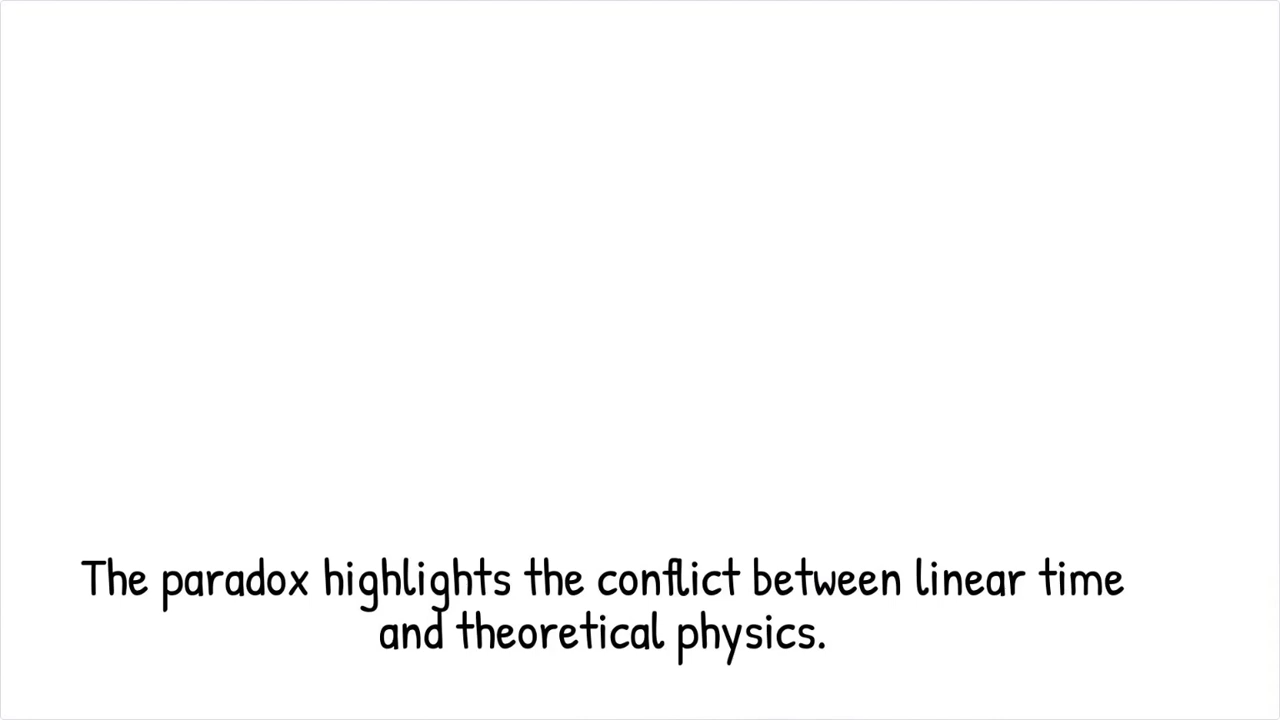 The paradox highlights the conflict between linear time
and theoretical physics.